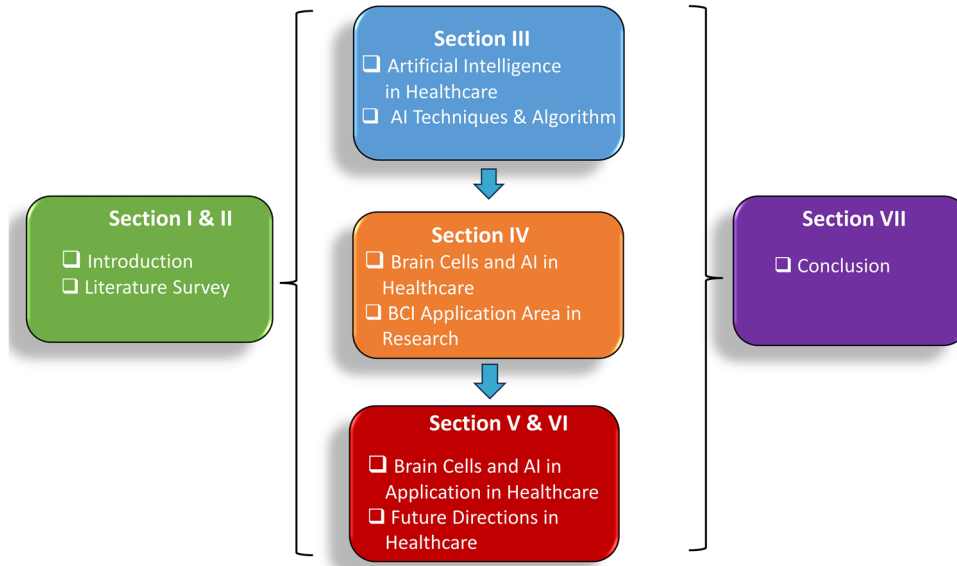 Section I & II
Introduction
Literature Survey
Section III
Artificial Intelligence
in Healthcare
AI Techniques & Algorithm
Section IV
Brain Cells and AI in
Healthcare
BCI Application Area in
Research
Section V & VI
Brain Cells and AI in
Application in Healthcare
Future Directions in
Healthcare
Section VII
Conclusion